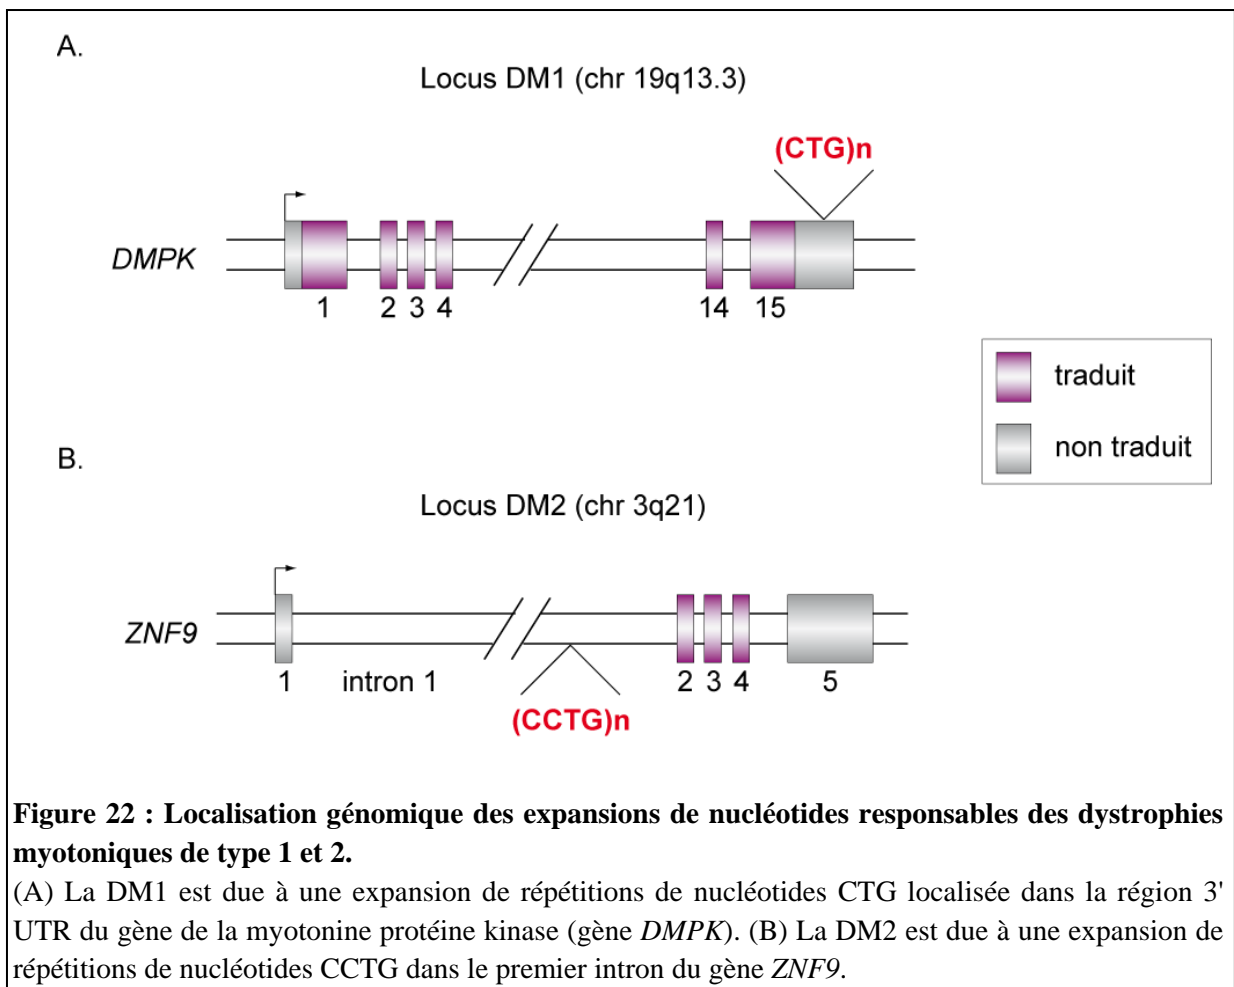 A.
Locus DM1 (chr 19q13.3)
(CTG)n
DMPK
1 2 3 4 14 15
traduit
non traduit
B.
Locus DM2 (chr 3q21)
ZNF9
1 intron 1 2 3 4 5
(CCTG)n
Figure 22 : Localisation génomique des expansions de nucléotides responsables des dystrophies
myotoniques de type 1 et 2.
(A) La DM1 est due à une expansion de répétitions de nucléotides CTG localisée dans la région 3'
UTR du gène de la myotonine protéine kinase (gène DMPK). (B) La DM2 est due à une expansion de
répétitions de nucléotides CCTG dans le premier intron du gène ZNF9.